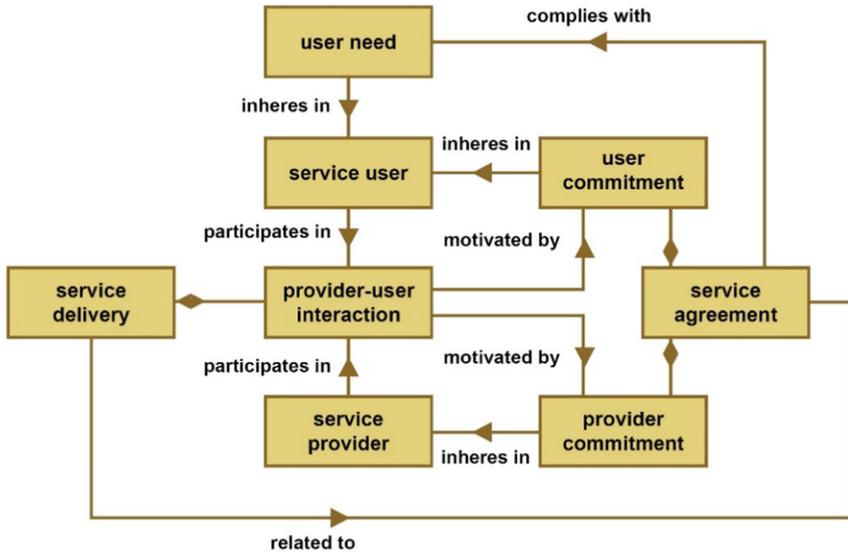 complies with
user need
inheres in
inheres in
user
commitment
service user
participates in
motivated by
service
delivery
provider-user
interaction
service
agreement
participates in
motivated by
service
provider
provider
commitment
inheres in
related to